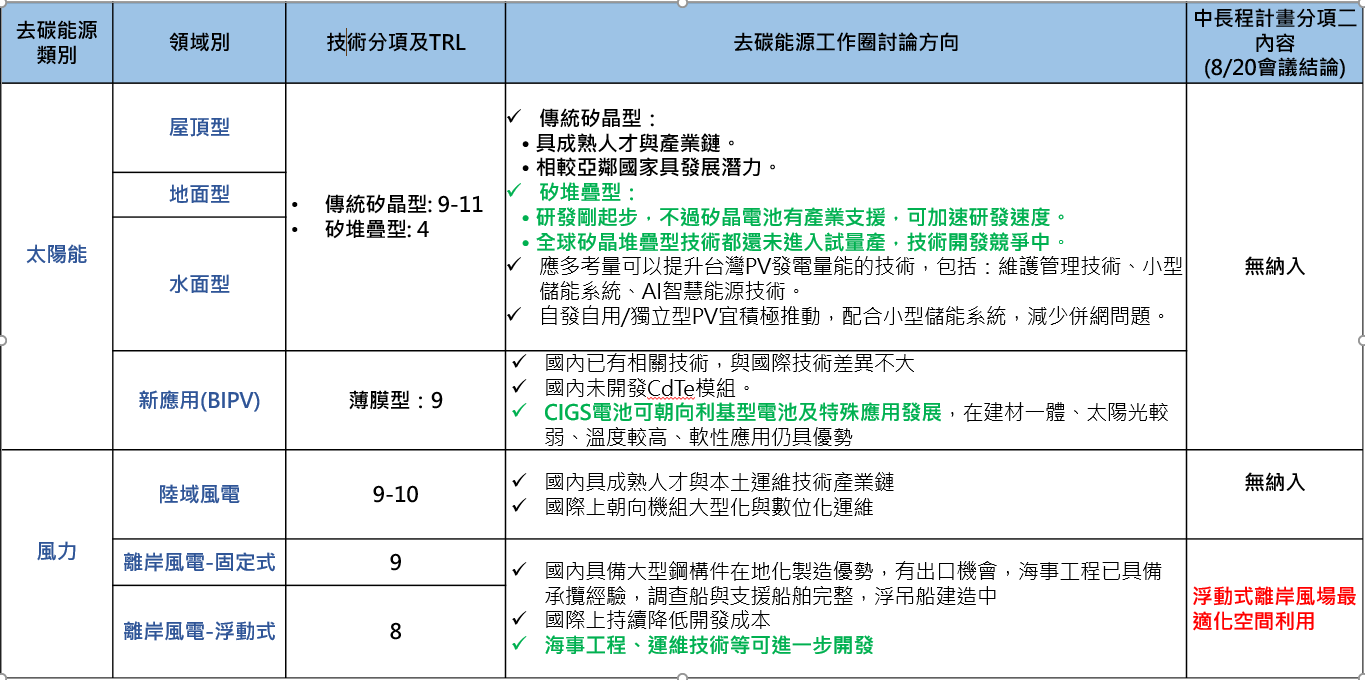 去碳能源
類別
領域別
技術分項及TRL
去碳能源工作圈討論方向
中長程計畫分項二
內容
(8/20會議結論)
太陽能
屋頂型
地面型
水面型
• 傳統矽晶型: 9-11
• 矽堆疊型: 4
✓ 傳統矽晶型：
• 具成熟人才與產業鏈。
• 相較亞鄰國家具發展潛力。
✓ 矽堆疊型：
• 研發剛起步，不過矽晶電池有產業支援，可加速研發速度。
• 全球矽晶堆疊型技術都還未進入試量產，技術開發競爭中。
✓ 應多考量可以提升台灣PV發電量能的技術，包括：維護管理技術、小型
儲能系統、AI智慧能源技術。
✓ 自發自用/獨立型PV宜積極推動，配合小型儲能系統，減少併網問題。
無納入
新應用(BIPV)
薄膜型：9
✓ 國內已有相關技術，與國際技術差異不大
✓ 國內未開發CdTe模組。
✓ CIGS電池可朝向利基型電池及特殊應用發展，在建材一體、太陽光較
弱、溫度較高、軟性應用仍具優勢
風力
陸域風電
9-10
✓ 國內具成熟人才與本土運維技術產業鏈
✓ 國際上朝向機組大型化與數位化運維
無納入
離岸風電-固定式
9
離岸風電-浮動式
8
✓ 國內具備大型鋼構件在地化製造優勢，有出口機會，海事工程已具備
承攬經驗，調查船與支援船舶完整，浮吊船建造中
✓ 國際上持續降低開發成本
✓ 海事工程、運維技術等可進一步開發
浮動式離岸風場最
適化空間利用